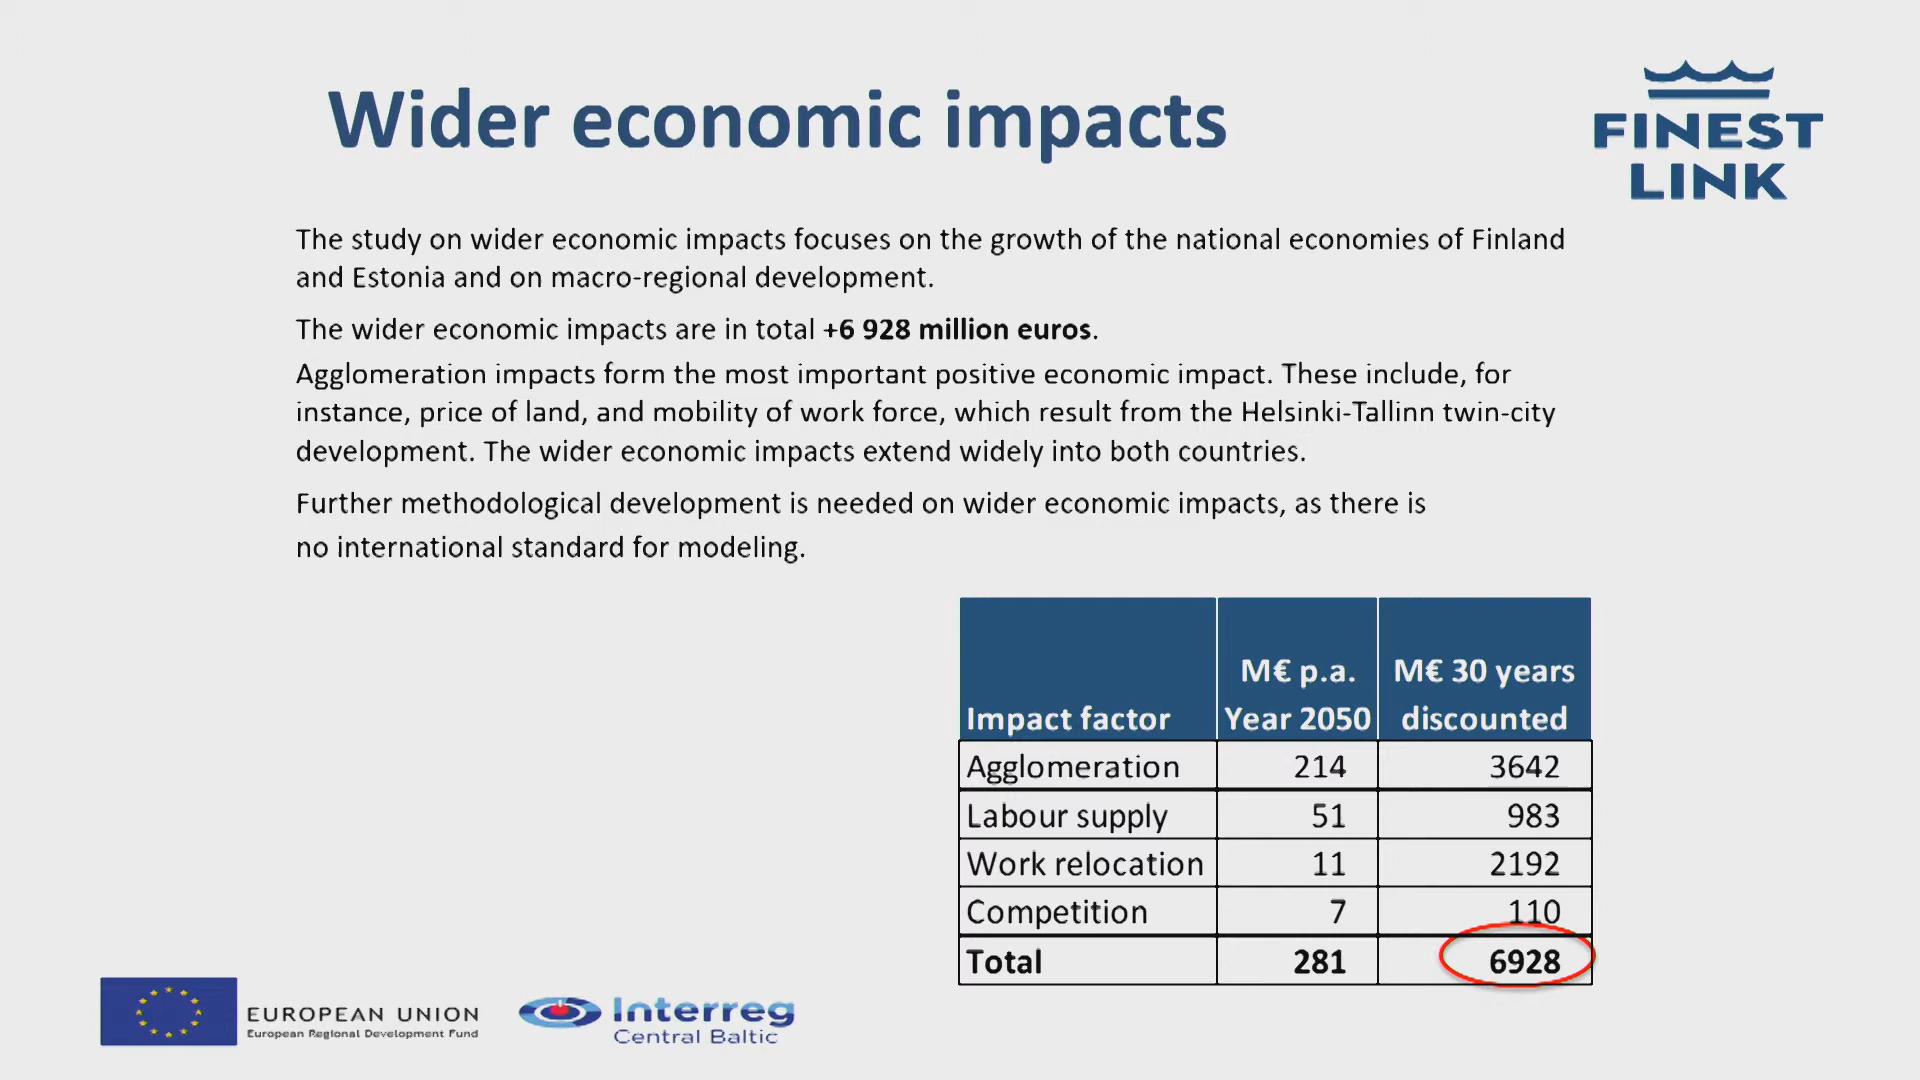 Wider economic impacts
FINEST
LINK
The study on wider economic impacts focuses on the growth of the national economies of Finland
and Estonia and on macro-regional development.
The wider economic impacts are in total +6 928 million euros.
Agglomeration impacts form the most important positive economic impact. These include, for
instance, price of land, and mobility of work force, which result from the Helsinki-Tallinn twin-city
development. The wider economic impacts extend widely into both countries.
Further methodological development is needed on wider economic impacts, as there is
no international standard for modeling.
M€ p.a. M€ 30 years
Impact factor Year 2050 discounted
Agglomeration 214 3642
Labour supply 51 983
Work relocation 11 2192
Competition 7 110
Total 281 6928
EUROPEAN UNION
European Regional Development Fund
Interreg
Central Baltic